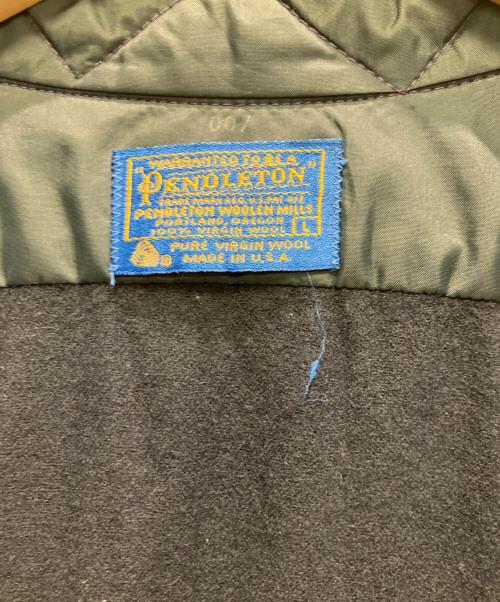 007
WARRANTED TO BE A
"PENDLETON"
TRADE MARK REG. U.S. PAT. OFF.
PENDLETON WOOLEN MILLS
PORTLAND, OREGON
100% VIRGIN WOOL L
PURE VIRGIN WOOL
® MADE IN U.S.A.